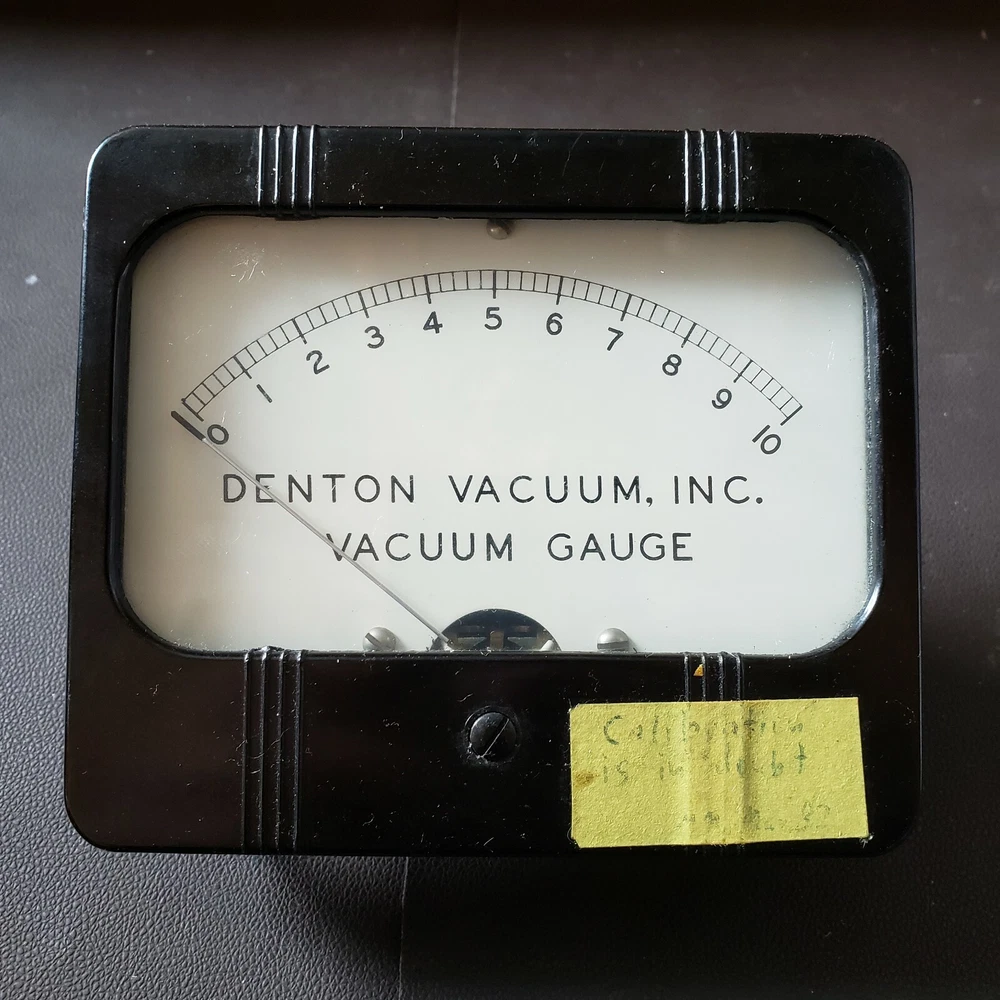 0 1 2 3 4 5 6 7 8 9 10
DENTON VACUUM, INC.
VACUUM GAUGE
Calibration
is in doubt